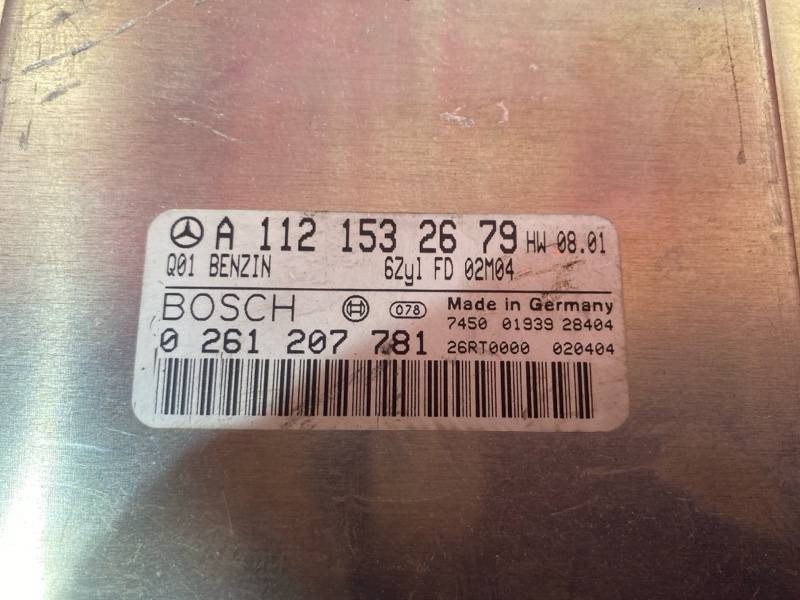 A 112 153 26 79 HW 08.01
Q01 BENZIN 6Zyl FD 02M04
BOSCH 078 Made in Germany
7450 01939 28404
0 261 207 781 26RT0000 020404